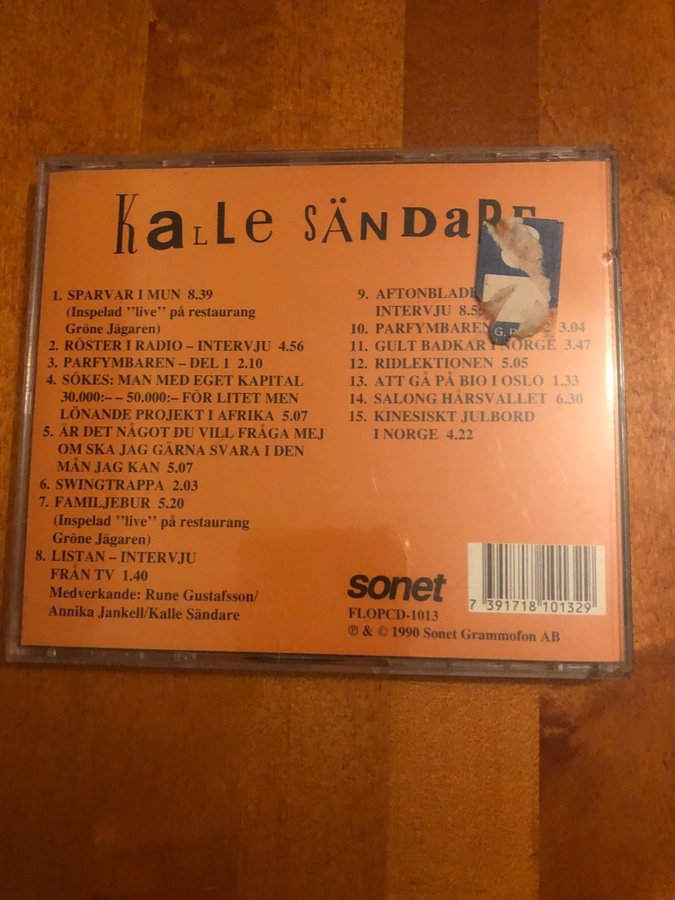 Kalle SÄNDaRE
1. SPARVAR I MUN 8.39
(Inspelad ''live'' på restaurang
Gröne Jägaren)
2. RÖSTER I RADIO – INTERVJU 4.56
3. PARFYMBAREN – DEL 1 2.10
4. SÖKES: MAN MED EGET KAPITAL
30.000:– – 50.000:– FÖR LITET MEN
LÖNANDE PROJEKT I AFRIKA 5.07
5. ÄR DET NÅGOT DU VILL FRÅGA MEJ
OM SKA JAG GÄRNA SVARA I DEN
MÅN JAG KAN 5.07
6. SWINGTRAPPA 2.03
7. FAMILJEBUR 5.20
(Inspelad ''live'' på restaurang
Gröne Jägaren)
8. LISTAN – INTERVJU
FRÅN TV 1.40
Medverkande: Rune Gustafsson/
Annika Jankell/Kalle Sändare
9.
INTERVJU
10. PARFYMBAREN 3.04
11. GULT BADKAR I NORGE 3.47
12. RIDLEKTIONEN 5.05
13. ATT GÅ PÅ BIO I OSLO 1.33
14. SALONG HÅRSVALLET 6.30
15. KINESISKT JULBORD
I NORGE 4.22
sonet
FLOPCD-1013
℗ & © 1990 Sonet Grammofon AB
7 391718 101329